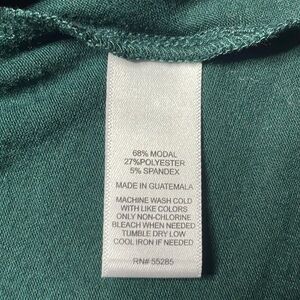 68% MODAL
27%POLYESTER
5% SPANDEX
MADE IN GUATEMALA
MACHINE WASH COLD
WITH LIKE COLORS
ONLY NON-CHLORINE
BLEACH WHEN NEEDED
TUMBLE DRY LOW
COOL IRON IF NEEDED
RN# 55285